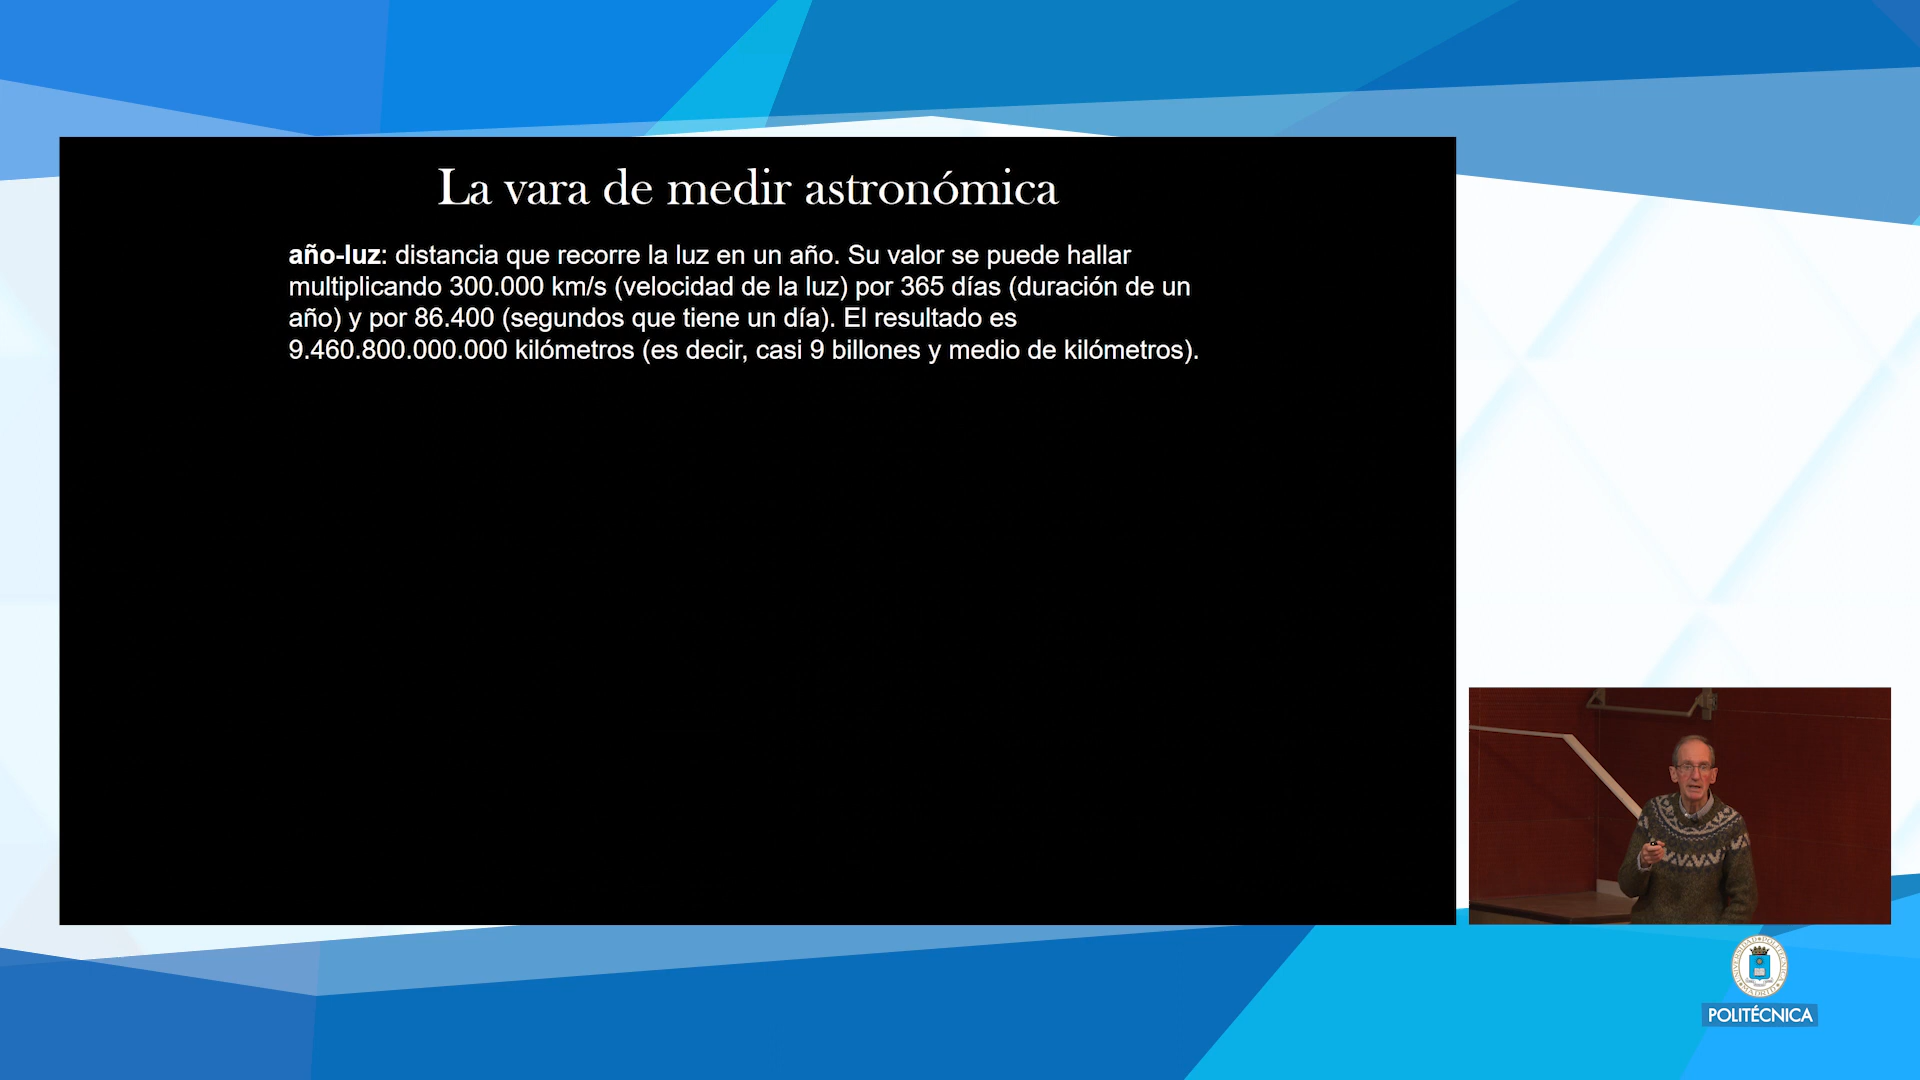 La vara de medir astronómica
año-luz: distancia que recorre la luz en un año. Su valor se puede hallar
multiplicando 300.000 km/s (velocidad de la luz) por 365 días (duración de un
año) y por 86.400 (segundos que tiene un día). El resultado es
9.460.800.000.000 kilómetros (es decir, casi 9 billones y medio de kilómetros).
POLITÉCNICA